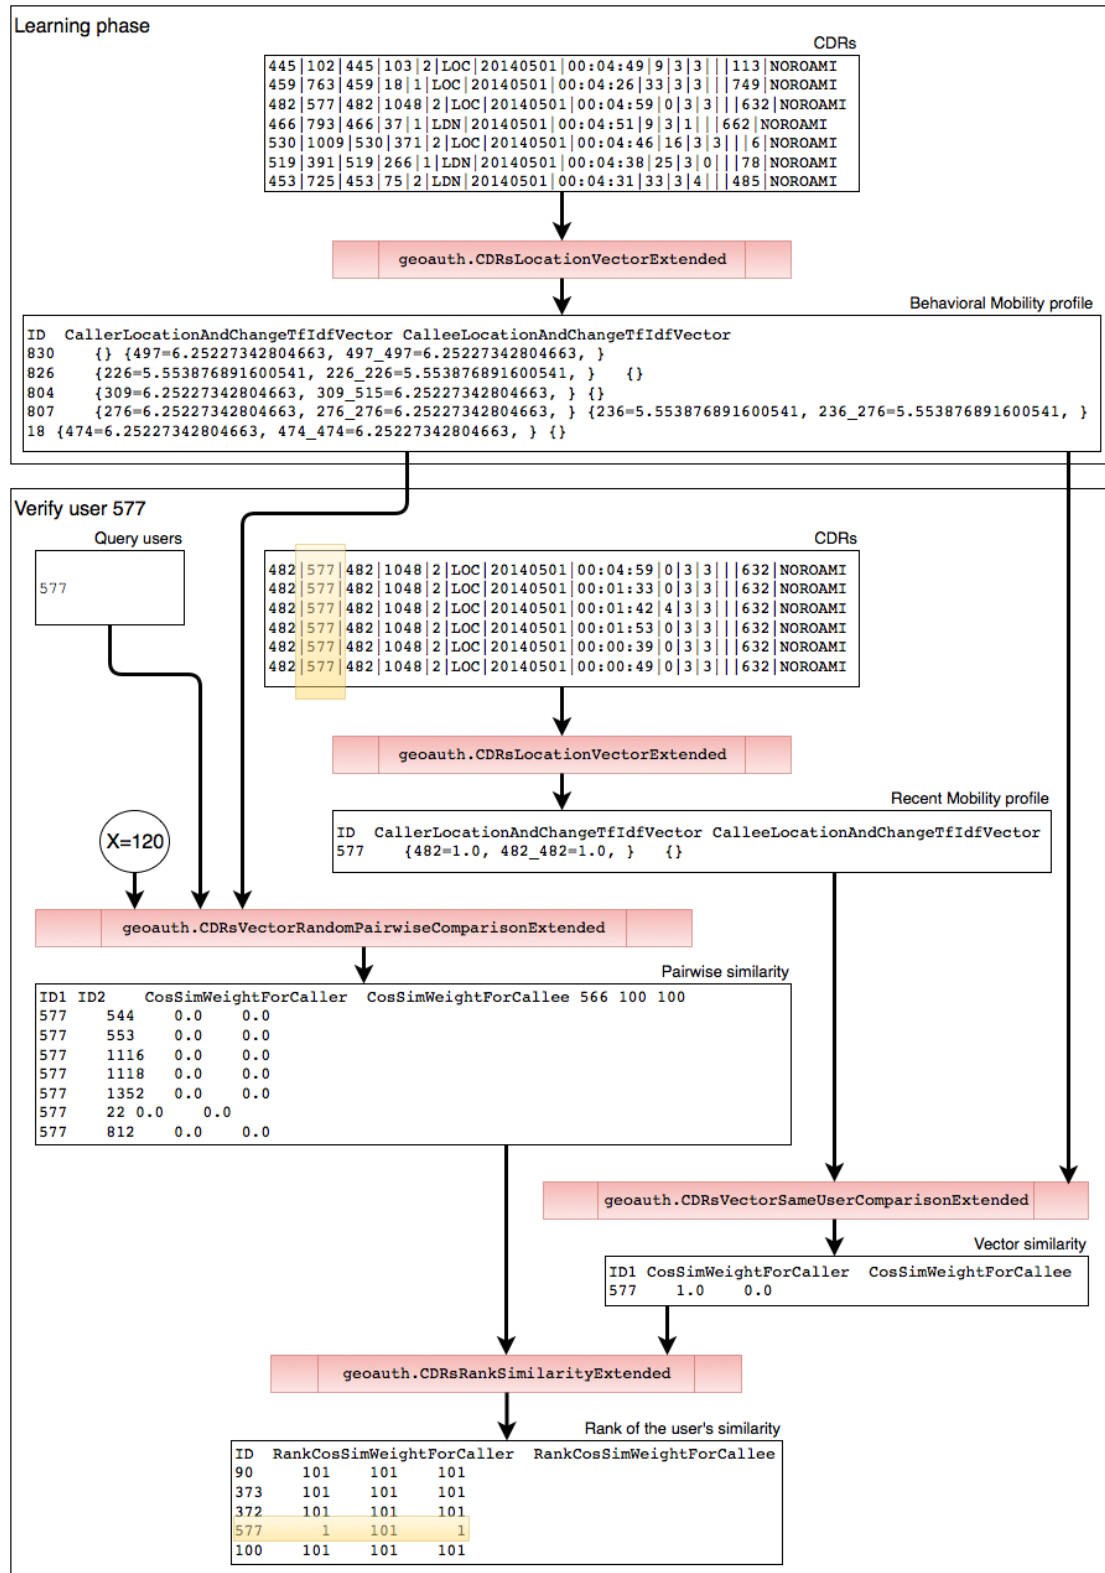 Learning phase
CDRs
445|102|445|103|2|LOC|20140501|00:04:49|9|3|3|||113|NOROAMI
459|763|459|18|1|LOC|20140501|00:04:26|33|3|3|||749|NOROAMI
482|577|482|1048|2|LOC|20140501|00:04:59|0|3|3|||632|NOROAMI
466|793|466|37|1|LDN|20140501|00:04:51|9|3|1|||662|NOROAMI
530|1009|530|371|2|LOC|20140501|00:04:46|16|3|3|||6|NOROAMI
519|391|519|266|1|LDN|20140501|00:04:38|25|3|0|||78|NOROAMI
453|725|453|75|2|LDN|20140501|00:04:31|33|3|4|||485|NOROAMI
geoauth.CDRsLocationVectorExtended
Behavioral Mobility profile
ID CallerLocationAndChangeTfIdfVector CalleeLocationAndChangeTfIdfVector
830 {} {497=6.25227342804663, 497_497=6.25227342804663, }
826 {226=5.553876891600541, 226_226=5.553876891600541, } {}
804 {309=6.25227342804663, 309_515=6.25227342804663, } {}
807 {276=6.25227342804663, 276_276=6.25227342804663, } {236=5.553876891600541, 236_276=5.553876891600541, }
18 {474=6.25227342804663, 474_474=6.25227342804663, } {}
Verify user 577
Query users
577
CDRs
482|577|482|1048|2|LOC|20140501|00:04:59|0|3|3|||632|NOROAMI
482|577|482|1048|2|LOC|20140501|00:01:33|0|3|3|||632|NOROAMI
482|577|482|1048|2|LOC|20140501|00:01:42|4|3|3|||632|NOROAMI
482|577|482|1048|2|LOC|20140501|00:01:53|0|3|3|||632|NOROAMI
482|577|482|1048|2|LOC|20140501|00:00:39|0|3|3|||632|NOROAMI
482|577|482|1048|2|LOC|20140501|00:00:49|0|3|3|||632|NOROAMI
geoauth.CDRsLocationVectorExtended
Recent Mobility profile
ID CallerLocationAndChangeTfIdfVector CalleeLocationAndChangeTfIdfVector
577 {482=1.0, 482_482=1.0, } {}
X=120
geoauth.CDRsVectorRandomPairwiseComparisonExtended
Pairwise similarity
ID1 ID2 CosSimWeightForCaller CosSimWeightForCallee 566 100 100
577 544 0.0 0.0
577 553 0.0 0.0
577 1116 0.0 0.0
577 1118 0.0 0.0
577 1352 0.0 0.0
577 22 0.0 0.0
577 812 0.0 0.0
geoauth.CDRsVectorSameUserComparisonExtended
Vector similarity
ID1 CosSimWeightForCaller CosSimWeightForCallee
577 1.0 0.0
geoauth.CDRsRankSimilarityExtended
Rank of the user's similarity
ID RankCosSimWeightForCaller RankCosSimWeightForCallee
90 101 101 101
373 101 101 101
372 101 101 101
577 1 101 1
100 101 101 101